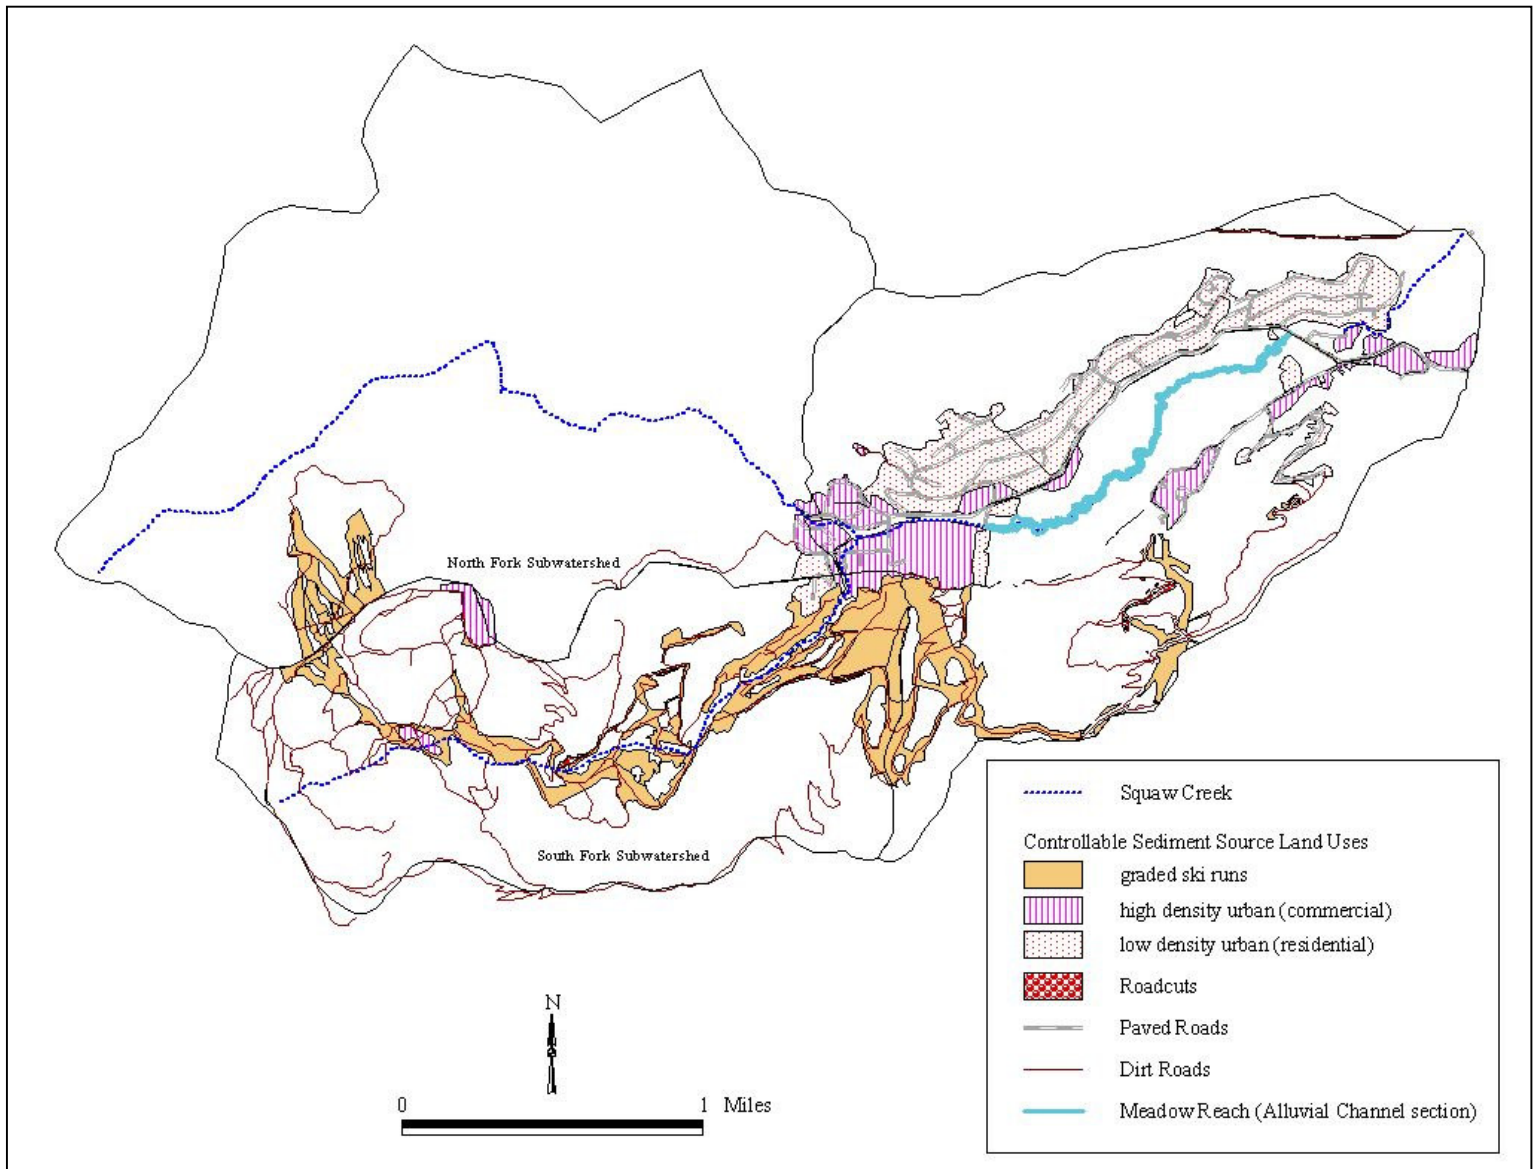 North Fork Subwatershed
South Fork Subwatershed
Squaw Creek
Controllable Sediment Source Land Uses
graded ski runs
high density urban (commercial)
low density urban (residential)
Roadcuts
Paved Roads
Dirt Roads
Meadow Reach (Alluvial Channel section)
N
0 1 Miles